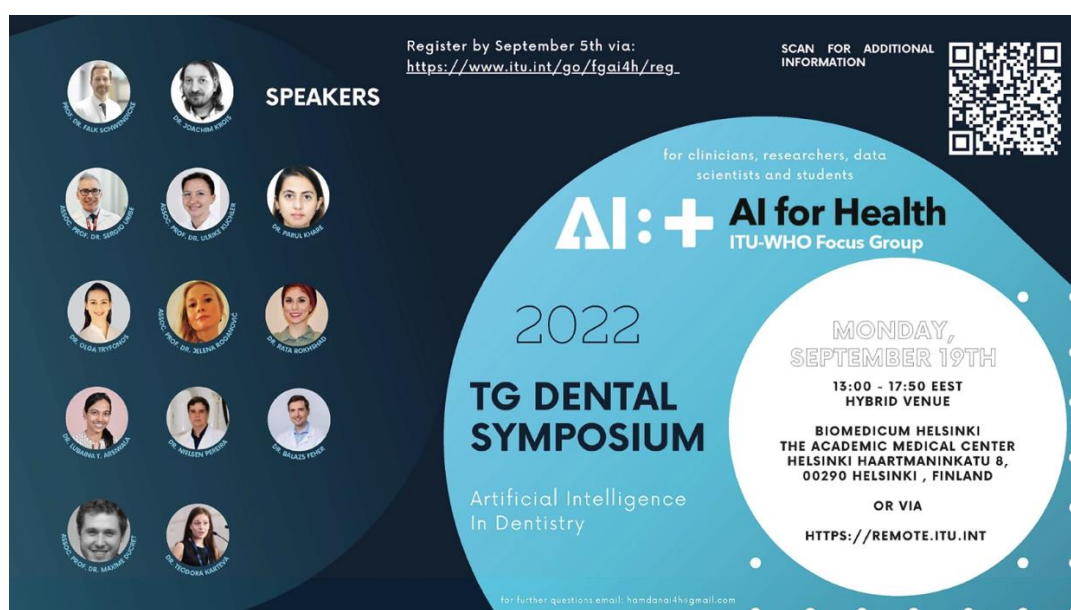 Register by September 5th via:
https://www.itu.int/go/fgai4h/reg
SCAN FOR ADDITIONAL
INFORMATION
SPEAKERS
PROF. DR. FALK SCHWENDICKE
DR. JOACHIM KROIS
ASSOC. PROF. DR. SERGIO URIBE
ASSOC. PROF. DR. ULRIKE KUCHLER
DR. PARUL KHARE
DR. OLGA TRYFONOS
ASSOC. PROF. DR. JELENA ROGANOVIĆ
DR. RATA ROKHSHAD
DR. LUBAINA T. ARSIWALA
DR. NIELSEN PEREIRA
DR. BALAZS FEHER
ASSOC. PROF. DR. MAXIME DUCRET
DR. TEODORA KARTEVA
for clinicians, researchers, data
scientists and students
AI:+ AI for Health
ITU-WHO Focus Group
2022
TG DENTAL
SYMPOSIUM
Artificial Intelligence
In Dentistry
MONDAY,
SEPTEMBER 19TH
13:00 - 17:50 EEST
HYBRID VENUE
BIOMEDICUM HELSINKI
THE ACADEMIC MEDICAL CENTER
HELSINKI HAARTMANINKATU 8,
00290 HELSINKI , FINLAND
OR VIA
HTTPS://REMOTE.ITU.INT
for further questions email: hamdanai4h@gmail.com